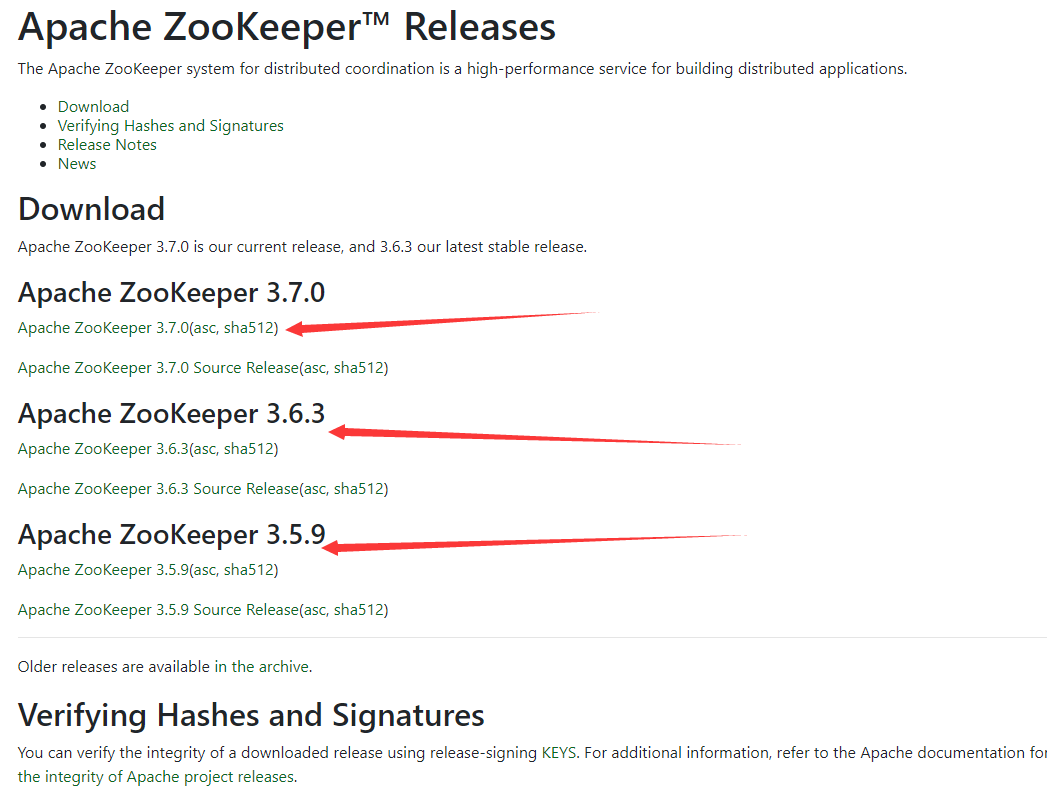 Apache ZooKeeper™ Releases
The Apache ZooKeeper system for distributed coordination is a high-performance service for building distributed applications.
Download
Verifying Hashes and Signatures
Release Notes
News
Download
Apache ZooKeeper 3.7.0 is our current release, and 3.6.3 our latest stable release.
Apache ZooKeeper 3.7.0
Apache ZooKeeper 3.7.0(asc, sha512)
Apache ZooKeeper 3.7.0 Source Release(asc, sha512)
Apache ZooKeeper 3.6.3
Apache ZooKeeper 3.6.3(asc, sha512)
Apache ZooKeeper 3.6.3 Source Release(asc, sha512)
Apache ZooKeeper 3.5.9
Apache ZooKeeper 3.5.9(asc, sha512)
Apache ZooKeeper 3.5.9 Source Release(asc, sha512)
Older releases are available in the archive.
Verifying Hashes and Signatures
You can verify the integrity of a downloaded release using release-signing KEYS. For additional information, refer to the Apache documentation for
the integrity of Apache project releases.